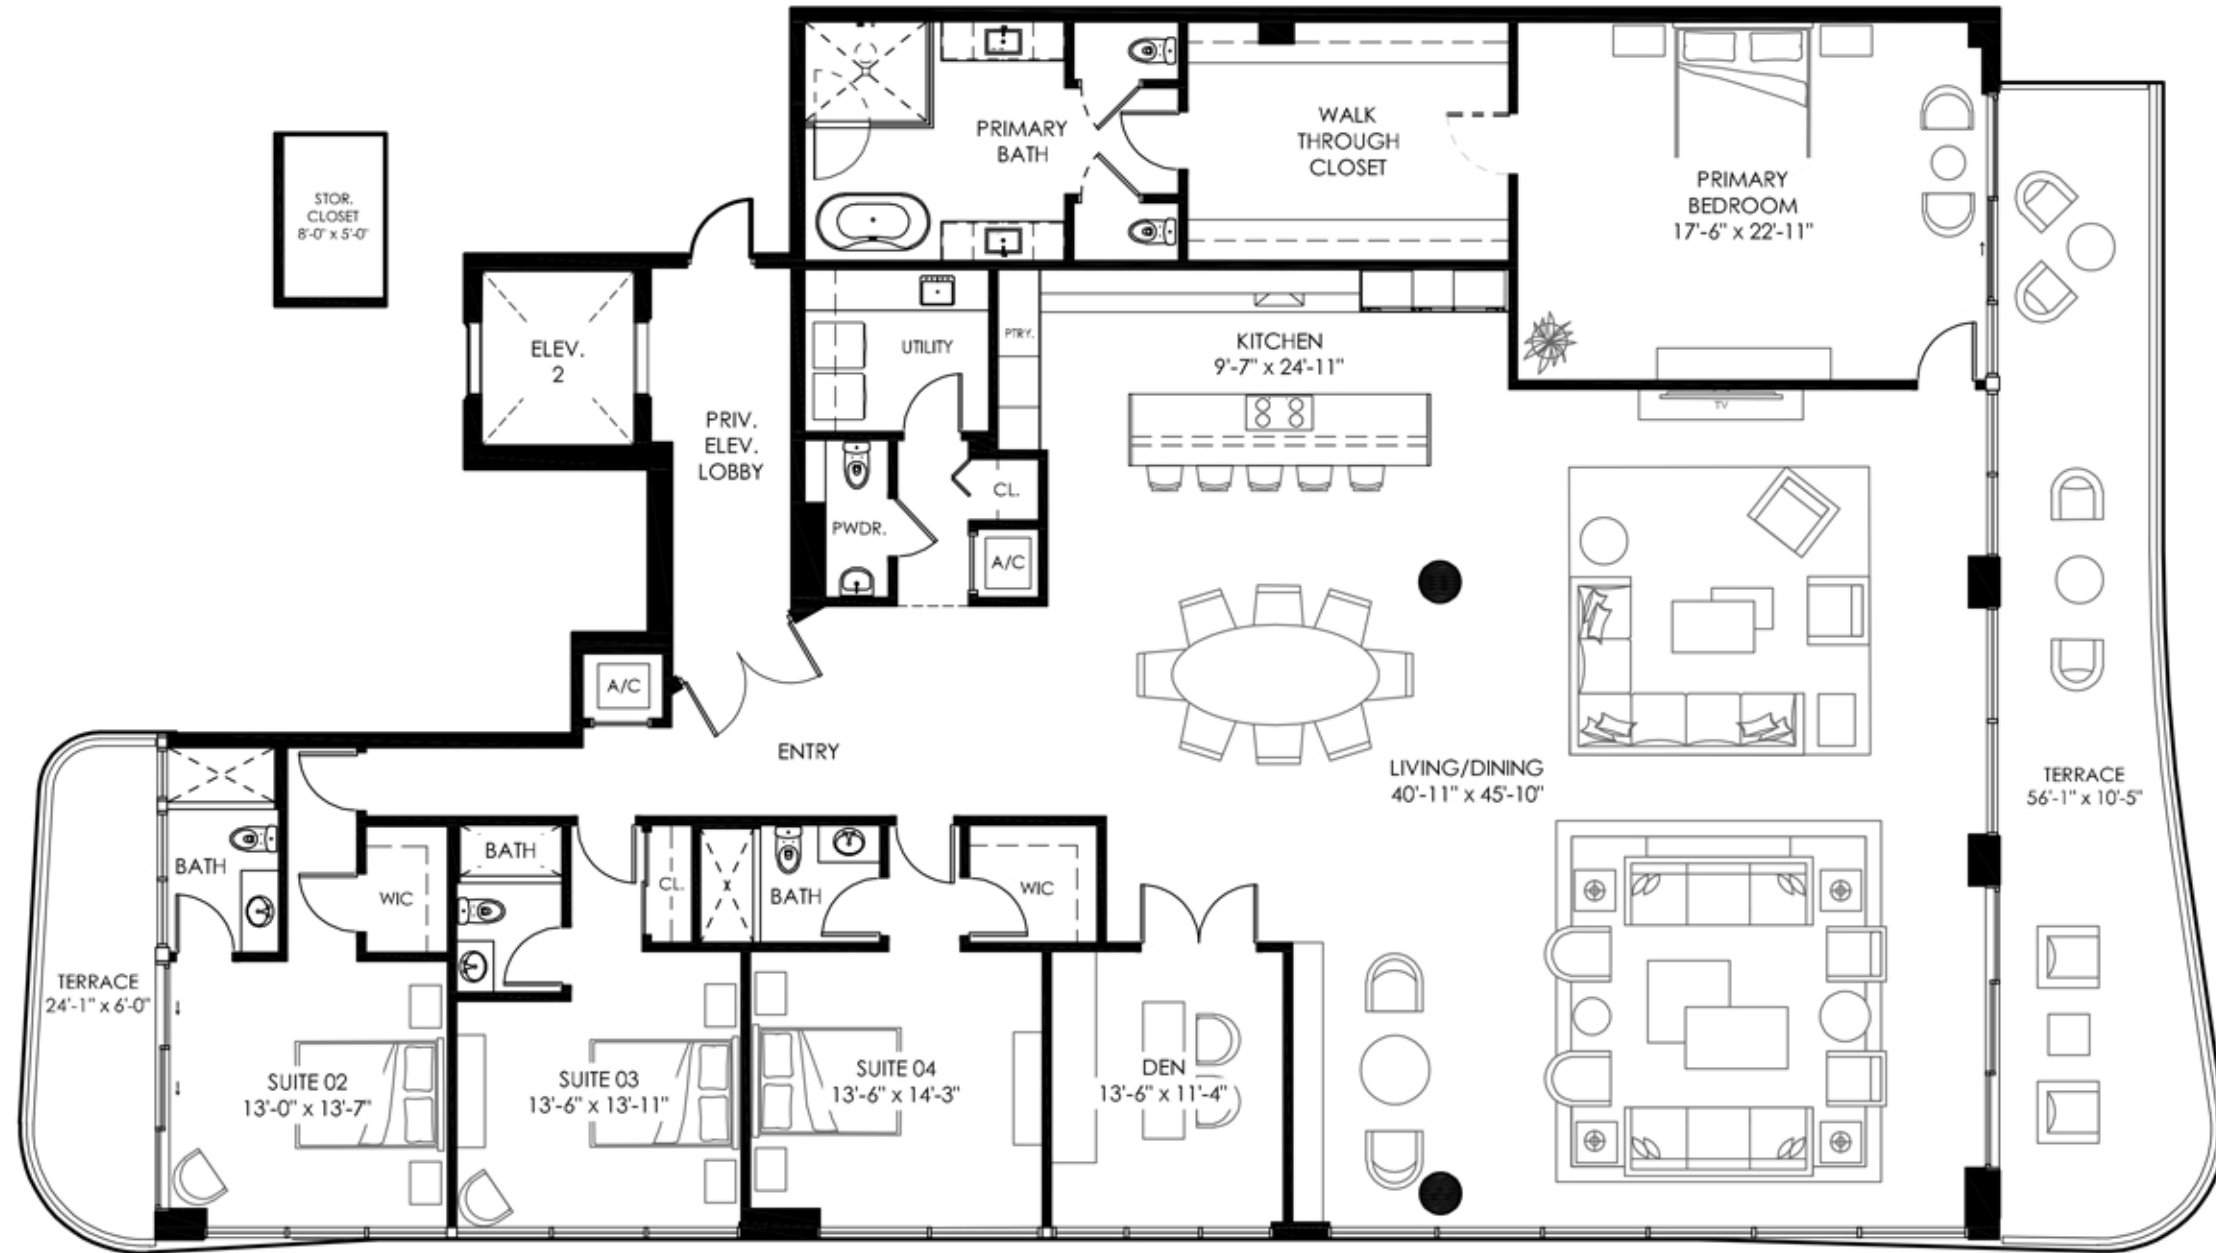 PRIMARY
BATH
WALK
THROUGH
CLOSET
PRIMARY
BEDROOM
17'-6" x 22'-11"
STOR.
CLOSET
8'-0" x 5'-0"
ELEV.
2
UTILITY
PTRY.
KITCHEN
9'-7" x 24'-11"
TV
PRIV.
ELEV.
LOBBY
CL.
PWDR.
A/C
A/C
ENTRY
LIVING/DINING
40'-11" x 45'-10"
TERRACE
56'-1" x 10'-5"
BATH
WIC
BATH
CL.
BATH
WIC
TERRACE
24'-1" x 6'-0"
SUITE 02
13'-0" x 13'-7"
SUITE 03
13'-6" x 13'-11"
SUITE 04
13'-6" x 14'-3"
DEN
13'-6" x 11'-4"